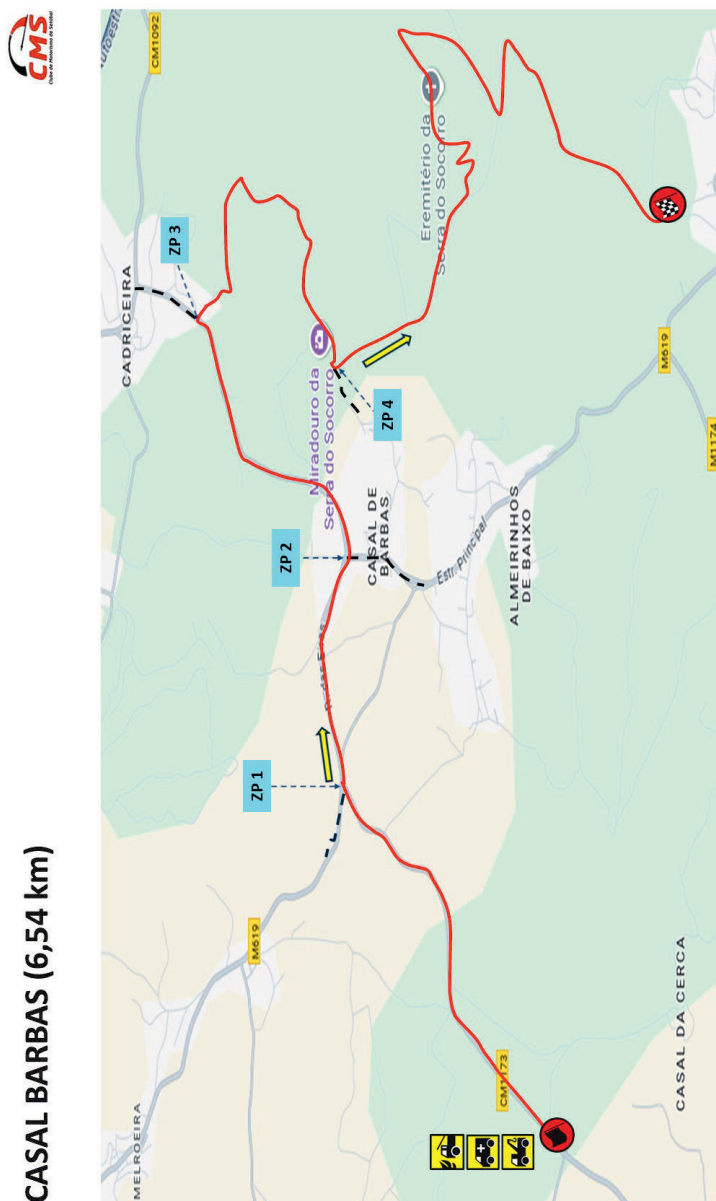 CASAL BARBAS (6,54 km)
CMS
Clube de Motorismo de Setúbal
MELROEIRA
M619
CADRICEIRA
CM1092
ZP 3
ZP 1
ZP 2
Miradouro da
Serra do Socorro
ZP 4
Eremitério da
Serra do Socorro
CASAL DE
BARBAS
Estr. Principal
ALMEIRINHOS
DE BAIXO
CM1173
M619
M1174
CASAL DA CERCA